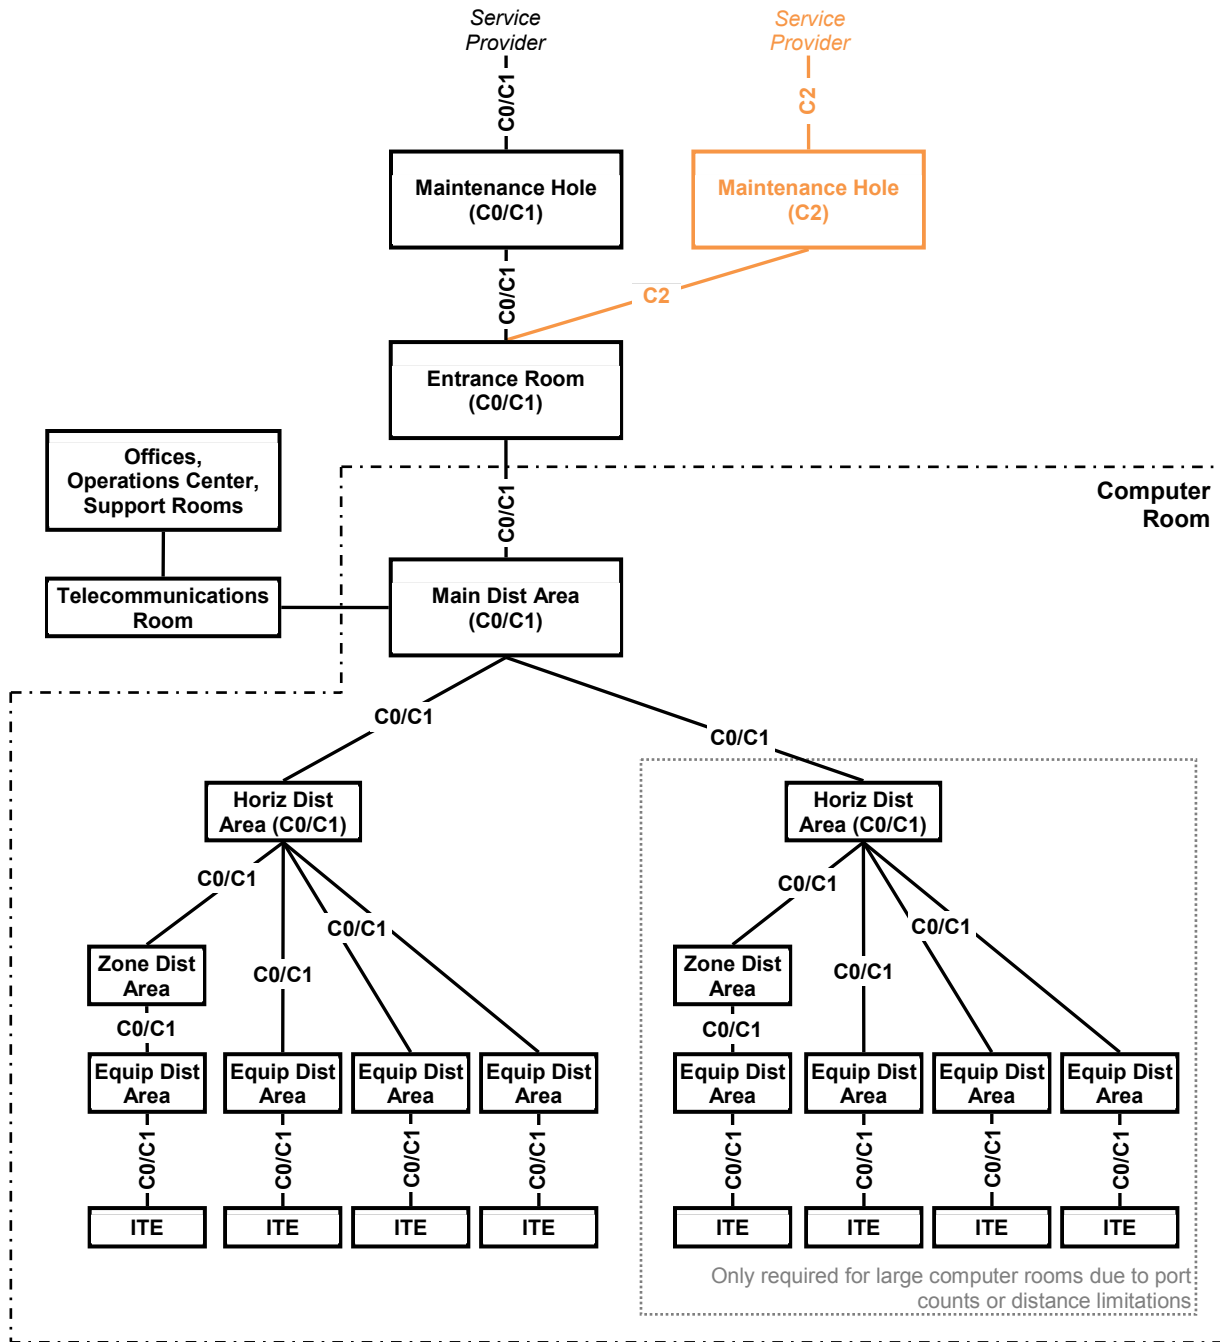 Service
Provider
Service
Provider
C0/C1
C2
Maintenance Hole
(C0/C1)
Maintenance Hole
(C2)
C0/C1
C2
Entrance Room
(C0/C1)
Offices,
Operations Center,
Support Rooms
Computer
Room
C0/C1
Telecommunications
Room
Main Dist Area
(C0/C1)
C0/C1
C0/C1
Horiz Dist
Area (C0/C1)
Horiz Dist
Area (C0/C1)
C0/C1
C0/C1
C0/C1
C0/C1
C0/C1
C0/C1
Zone Dist
Area
Zone Dist
Area
C0/C1
C0/C1
Equip Dist
Area
Equip Dist
Area
Equip Dist
Area
Equip Dist
Area
Equip Dist
Area
Equip Dist
Area
Equip Dist
Area
Equip Dist
Area
C0/C1
C0/C1
C0/C1
C0/C1
C0/C1
C0/C1
C0/C1
C0/C1
ITE
ITE
ITE
ITE
ITE
ITE
ITE
ITE
Only required for large computer rooms due to port
counts or distance limitations